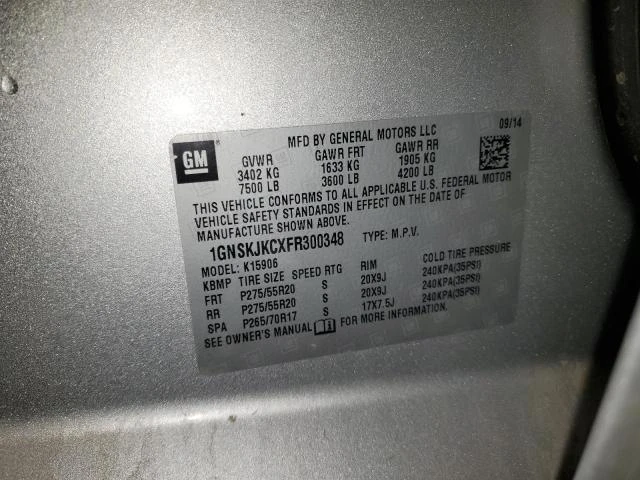 GM
MFD BY GENERAL MOTORS LLC
09/14
GVWR GAWR FRT GAWR RR
3402 KG 1633 KG 1905 KG
7500 LB 3600 LB 4200 LB
THIS VEHICLE CONFORMS TO ALL APPLICABLE U.S. FEDERAL MOTOR
VEHICLE SAFETY STANDARDS IN EFFECT ON THE DATE OF
MANUFACTURE SHOWN ABOVE.
1GNSKJKCXFR300348 TYPE: M.P.V.
MODEL: K15906
KBMP TIRE SIZE SPEED RTG RIM COLD TIRE PRESSURE
FRT P275/55R20 S 20X9J 240KPA(35PSI)
RR P275/55R20 S 20X9J 240KPA(35PSI)
SPA P265/70R17 S 17X7.5J 240KPA(35PSI)
SEE OWNER'S MANUAL FOR MORE INFORMATION.